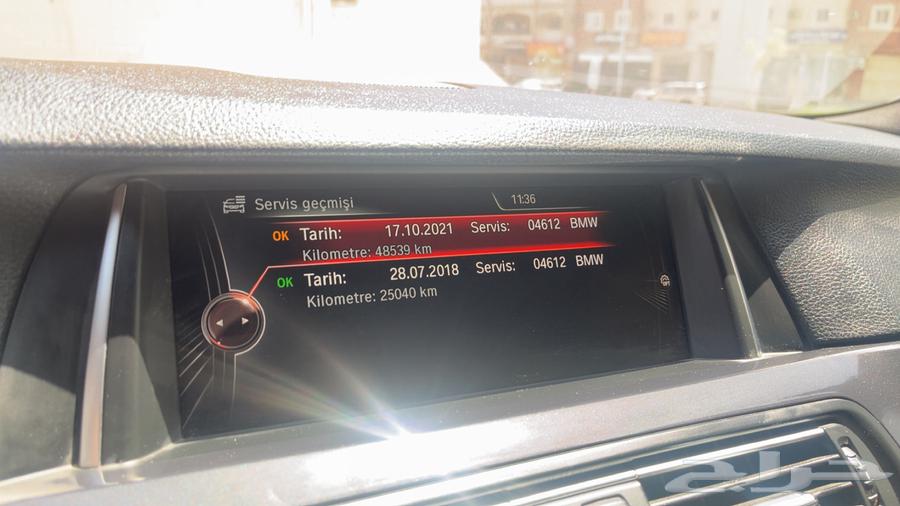 Servis geçmişi 11:36
OK Tarih: 17.10.2021 Servis: 04612 BMW
Kilometre: 48539 km
OK Tarih: 28.07.2018 Servis: 04612 BMW
Kilometre: 25040 km
OFF
حراج